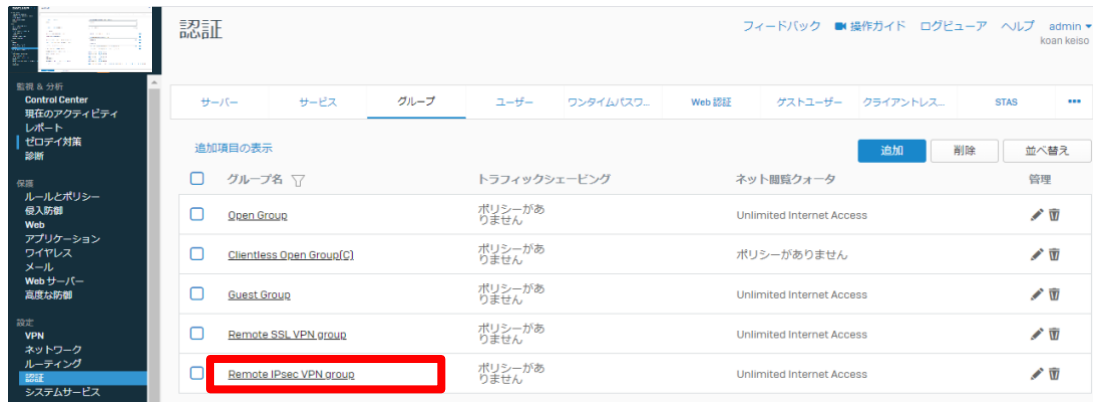 認証
フィードバック 操作ガイド ログビューア ヘルプ admin
koan keiso
監視 & 分析
Control Center
現在のアクティビティ
レポート
ゼロデイ対策
診断
保護
ルールとポリシー
侵入防御
Web
アプリケーション
ワイヤレス
メール
Web サーバー
高度な防御
設定
VPN
ネットワーク
ルーティング
認証
システムサービス
サーバー サービス グループ ユーザー ワンタイムパスワ... Web 認証 ゲストユーザー クライアントレス... STAS •••
追加項目の表示 追加 削除 並べ替え
グループ名 トラフィックシェーピング ネット閲覧クォータ 管理
Open Group ポリシーがあ
りません Unlimited Internet Access
Clientless Open Group(C) ポリシーがあ
りません ポリシーがありません
Guest Group ポリシーがあ
りません Unlimited Internet Access
Remote SSL VPN group ポリシーがあ
りません Unlimited Internet Access
Remote IPsec VPN group ポリシーがあ
りません Unlimited Internet Access